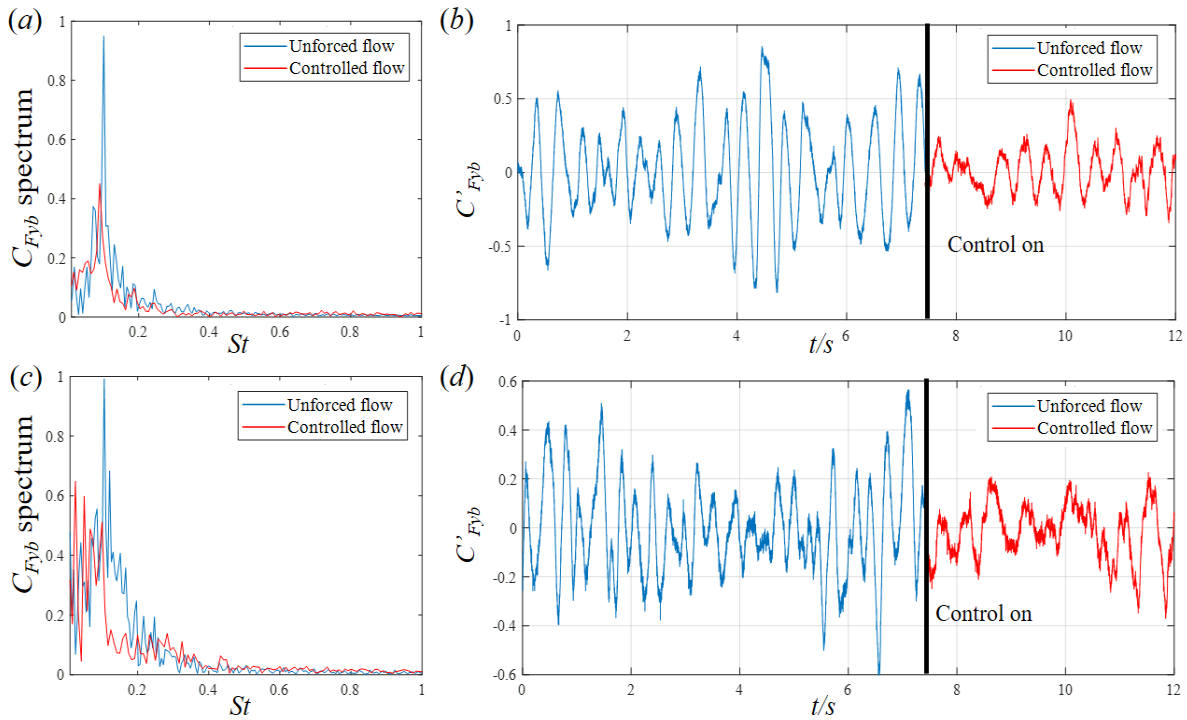 (a)
1
0.8
0.6
0.4
0.2
0
C_Fyb spectrum
Unforced flow
Controlled flow
0.2 0.4 0.6 0.8 1
St
(b)
1
0.5
0
-0.5
-1
C'_Fyb
Unforced flow
Controlled flow
Control on
0 2 4 6 8 10 12
t/s
(c)
1
0.8
0.6
0.4
0.2
0
C_Fyb spectrum
Unforced flow
Controlled flow
0.2 0.4 0.6 0.8 1
St
(d)
0.6
0.4
0.2
0
-0.2
-0.4
-0.6
C'_Fyb
Unforced flow
Controlled flow
Control on
0 2 4 6 8 10 12
t/s